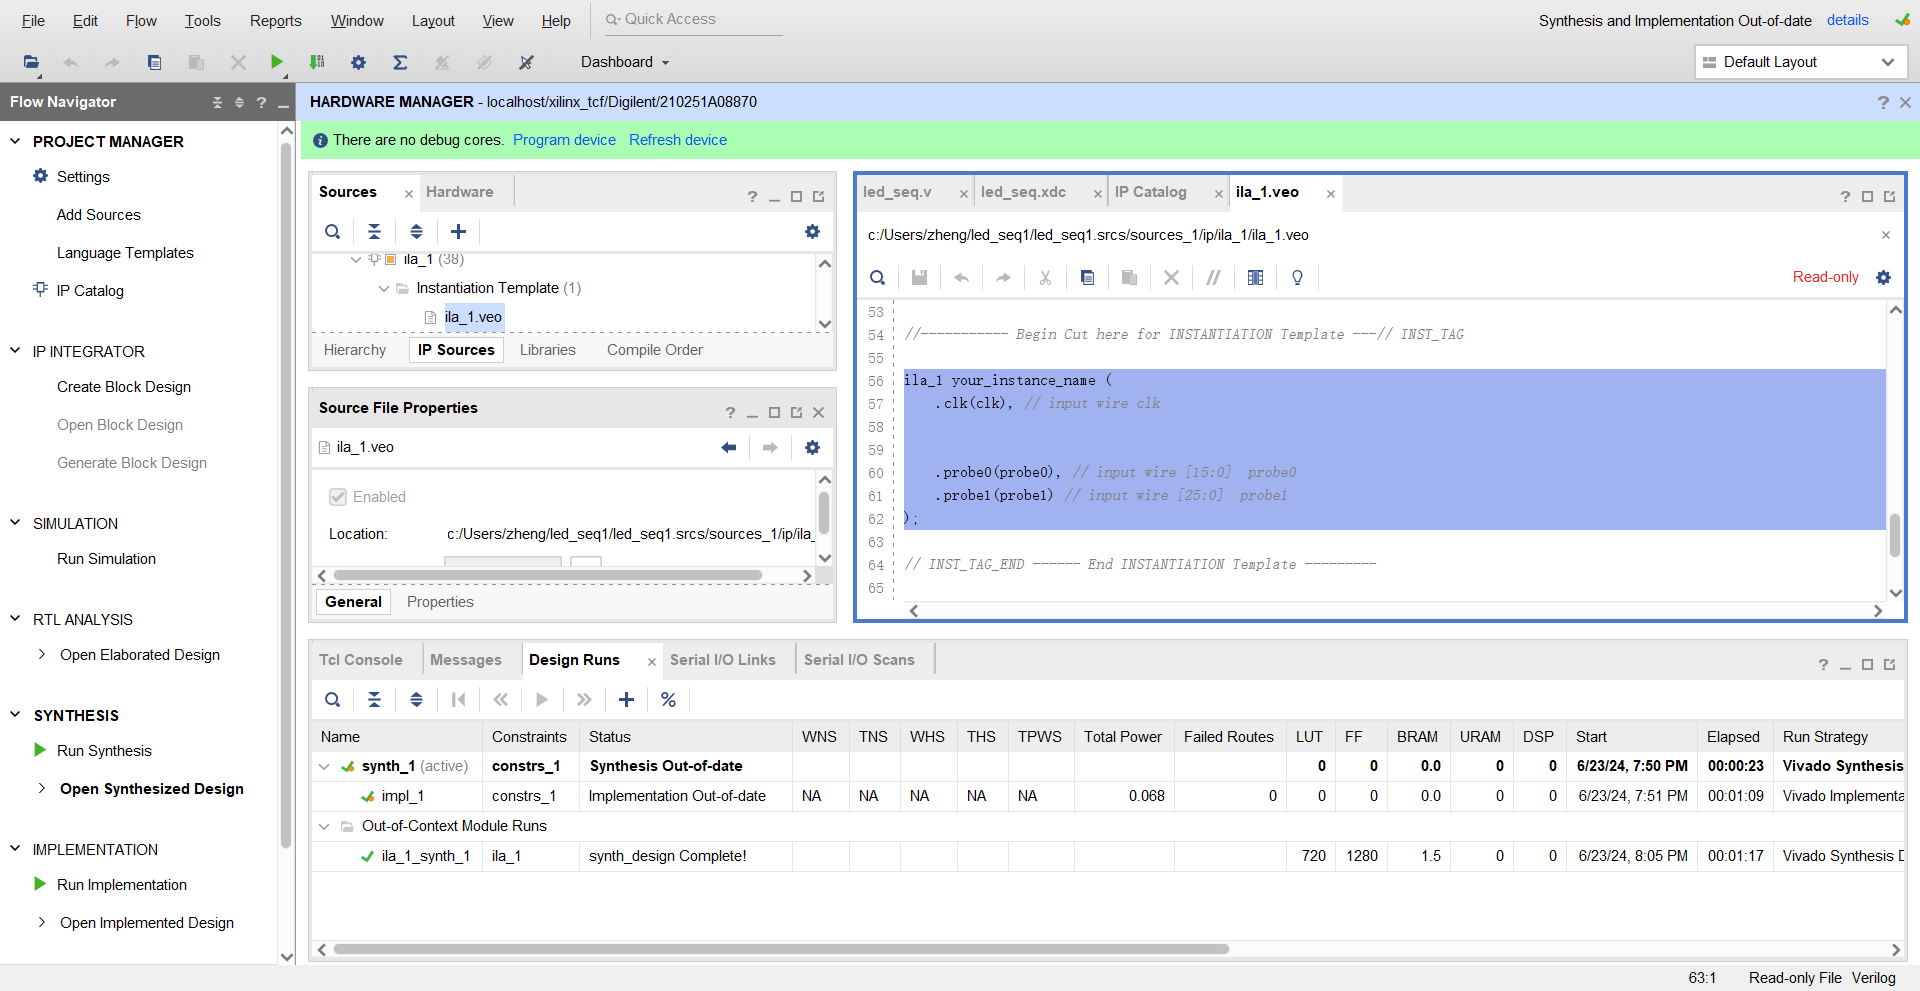 File Edit Flow Tools Reports Window Layout View Help Quick Access Synthesis and Implementation Out-of-date details
Dashboard Default Layout
Flow Navigator
HARDWARE MANAGER - localhost/xilinx_tcf/Digilent/210251A08870
There are no debug cores. Program device Refresh device
PROJECT MANAGER
Settings
Add Sources
Language Templates
IP Catalog
IP INTEGRATOR
Create Block Design
Open Block Design
Generate Block Design
SIMULATION
Run Simulation
RTL ANALYSIS
Open Elaborated Design
SYNTHESIS
Run Synthesis
Open Synthesized Design
IMPLEMENTATION
Run Implementation
Open Implemented Design
Sources Hardware
ila_1 (38)
Instantiation Template (1)
ila_1.veo
Hierarchy IP Sources Libraries Compile Order
Source File Properties
ila_1.veo
Enabled
Location: c:/Users/zheng/led_seq1/led_seq1.srcs/sources_1/ip/ila_
General Properties
led_seq.v led_seq.xdc IP Catalog ila_1.veo
c:/Users/zheng/led_seq1/led_seq1.srcs/sources_1/ip/ila_1/ila_1.veo
Read-only
53
54 //----------- Begin Cut here for INSTANTIATION Template ---// INST_TAG
55
56 ila_1 your_instance_name (
57 .clk(clk), // input wire clk
58
59
60 .probe0(probe0), // input wire [15:0] probe0
61 .probe1(probe1) // input wire [25:0] probe1
62 );
63
64 // INST_TAG_END ------ End INSTANTIATION Template ---------
65
Tcl Console Messages Design Runs Serial I/O Links Serial I/O Scans
Name Constraints Status WNS TNS WHS THS TPWS Total Power Failed Routes LUT FF BRAM URAM DSP Start Elapsed Run Strategy
synth_1 (active) constrs_1 Synthesis Out-of-date 0 0 0.0 0 0 6/23/24, 7:50 PM 00:00:23 Vivado Synthesis
impl_1 constrs_1 Implementation Out-of-date NA NA NA NA NA 0.068 0 0 0 0.0 0 0 6/23/24, 7:51 PM 00:01:09 Vivado Implementa
Out-of-Context Module Runs
ila_1_synth_1 ila_1 synth_design Complete! 720 1280 1.5 0 0 6/23/24, 8:05 PM 00:01:17 Vivado Synthesis D
63:1 Read-only File Verilog